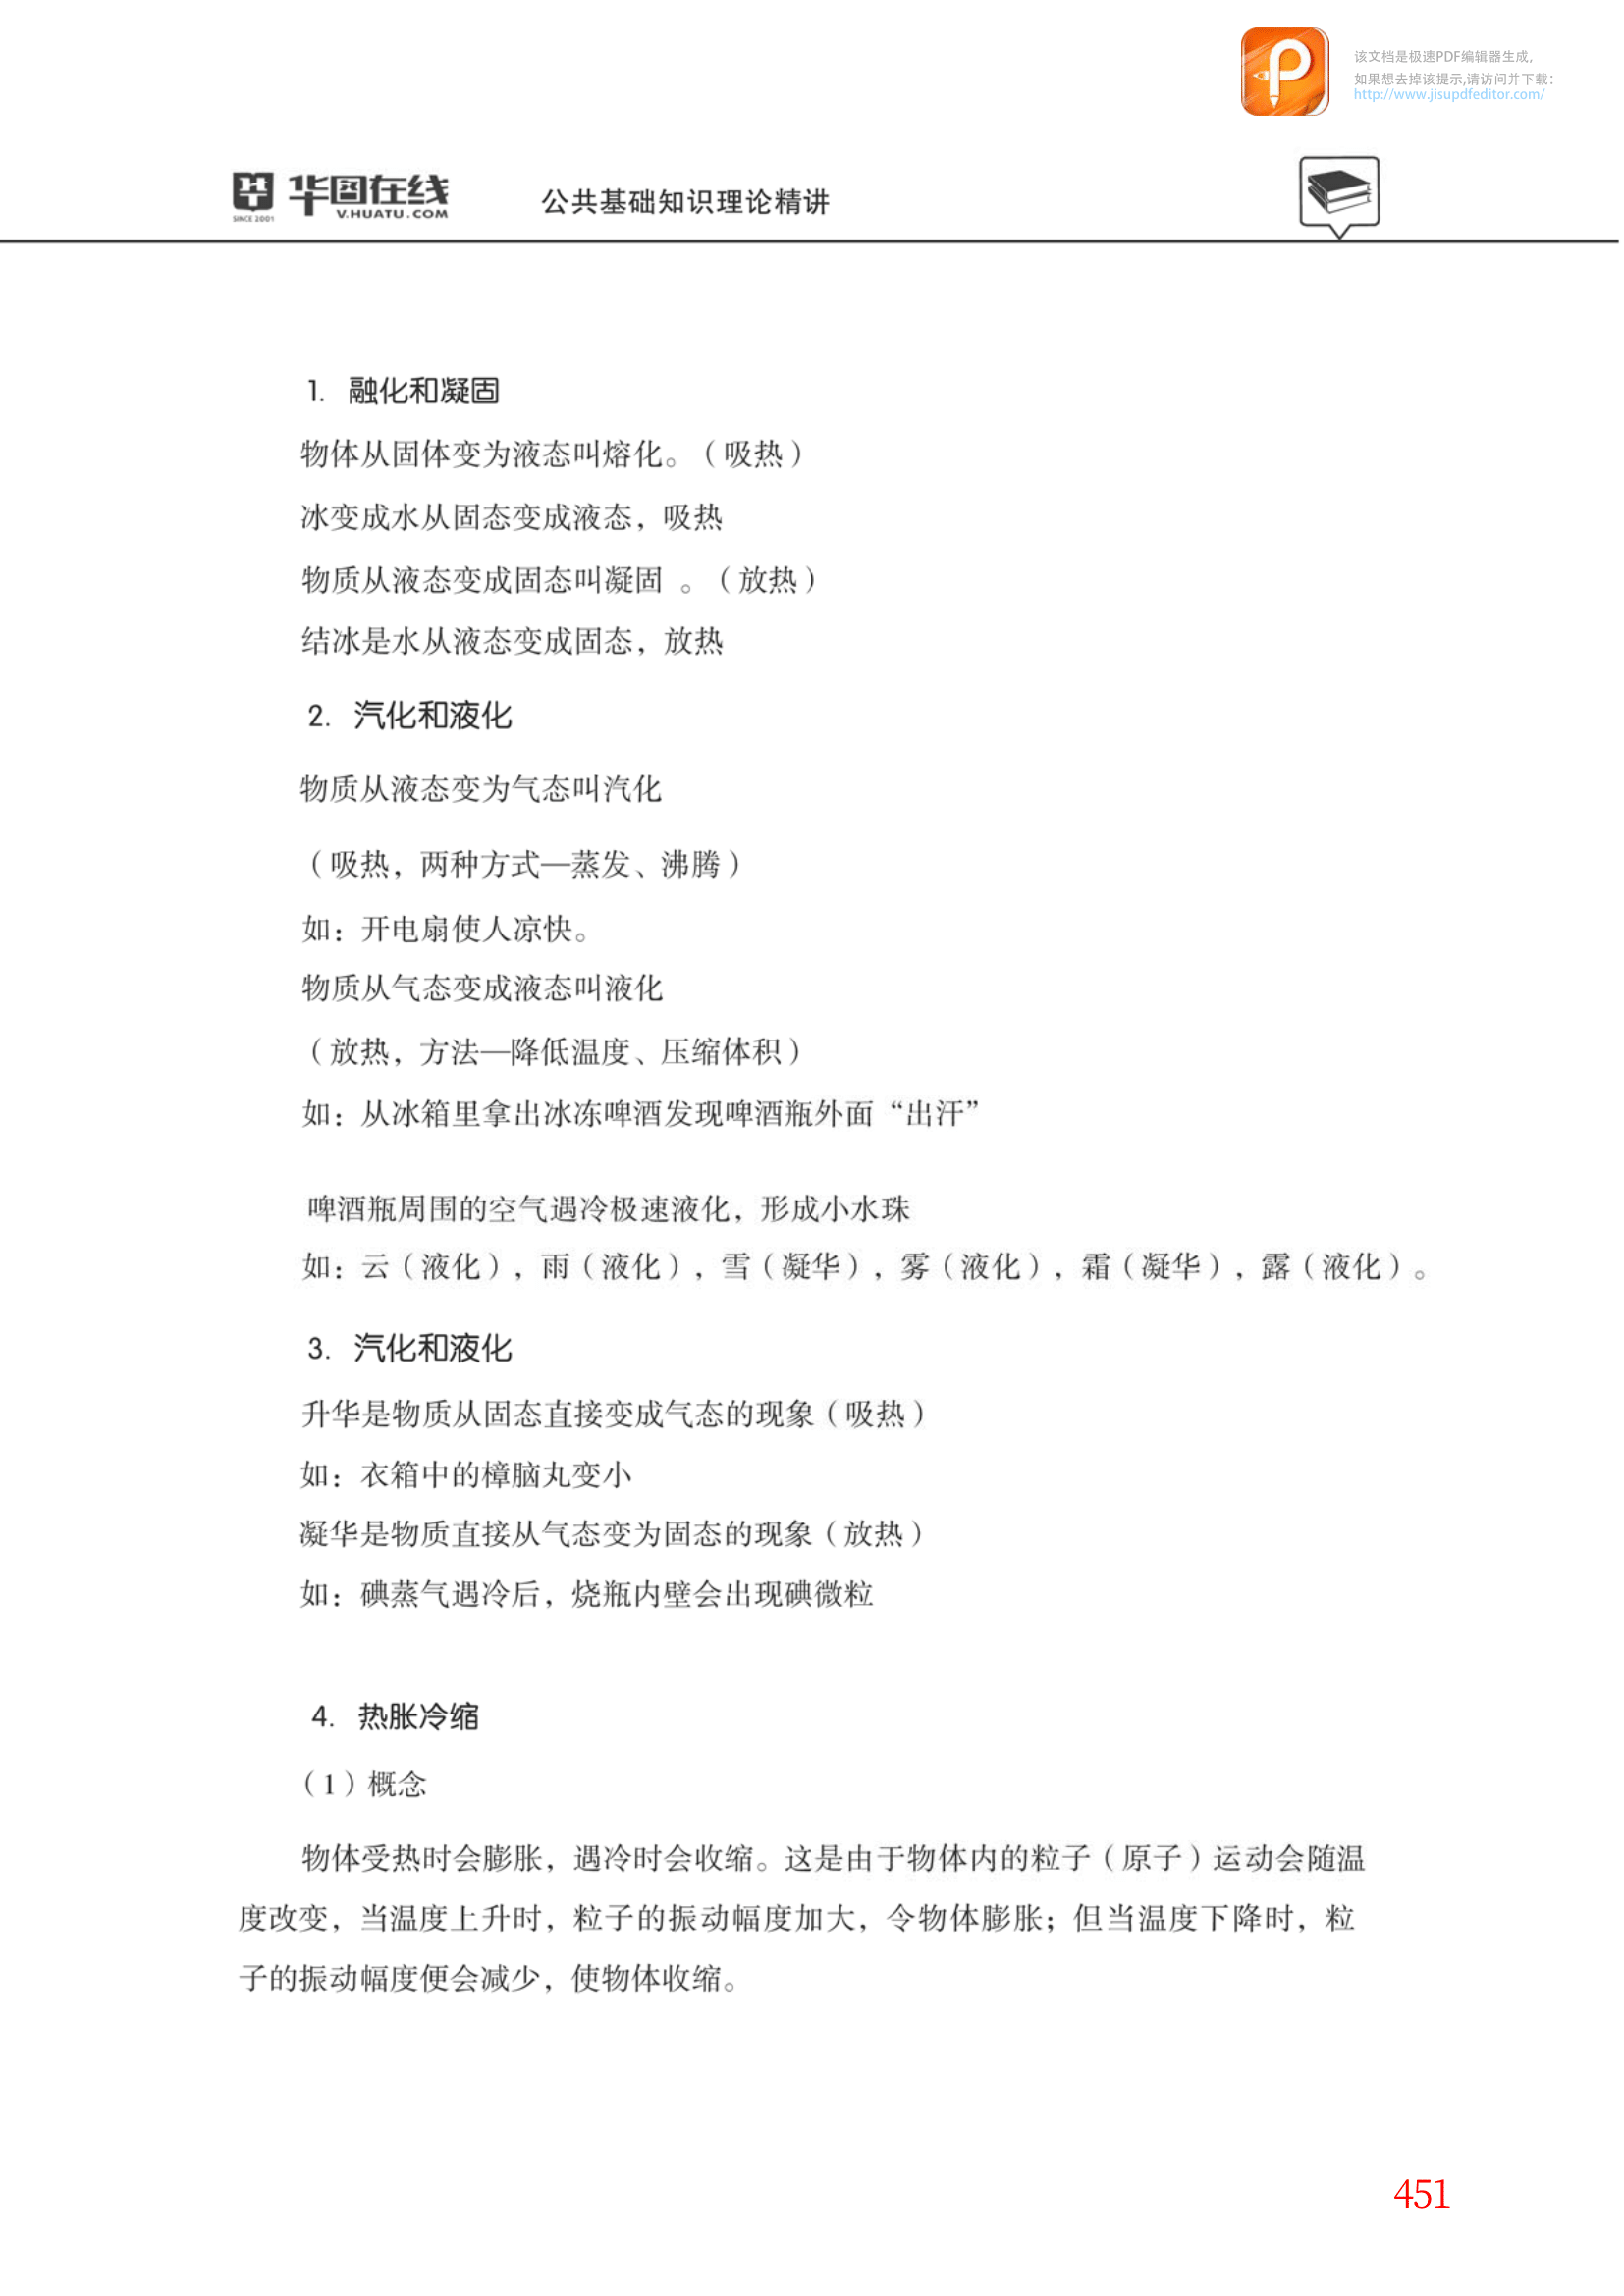 该文档是极速PDF编辑器生成,
如果想去掉该提示,请访问并下载:
http://www.jisupdfeditor.com/
华图在线
SINCE 2001
V.HUATU.COM
公共基础知识理论精讲
1. 融化和凝固
物体从固体变为液态叫熔化。（吸热）
冰变成水从固态变成液态，吸热
物质从液态变成固态叫凝固 。（放热）
结冰是水从液态变成固态，放热
2. 汽化和液化
物质从液态变为气态叫汽化
（吸热，两种方式—蒸发、沸腾）
如：开电扇使人凉快。
物质从气态变成液态叫液化
（放热，方法—降低温度、压缩体积）
如：从冰箱里拿出冰冻啤酒发现啤酒瓶外面“出汗”
啤酒瓶周围的空气遇冷极速液化，形成小水珠
如：云（液化），雨（液化），雪（凝华），雾（液化），霜（凝华），露（液化）。
3. 汽化和液化
升华是物质从固态直接变成气态的现象（吸热）
如：衣箱中的樟脑丸变小
凝华是物质直接从气态变为固态的现象（放热）
如：碘蒸气遇冷后，烧瓶内壁会出现碘微粒
4. 热胀冷缩
（1）概念
物体受热时会膨胀，遇冷时会收缩。这是由于物体内的粒子（原子）运动会随温
度改变，当温度上升时，粒子的振动幅度加大，令物体膨胀；但当温度下降时，粒
子的振动幅度便会减少，使物体收缩。
451